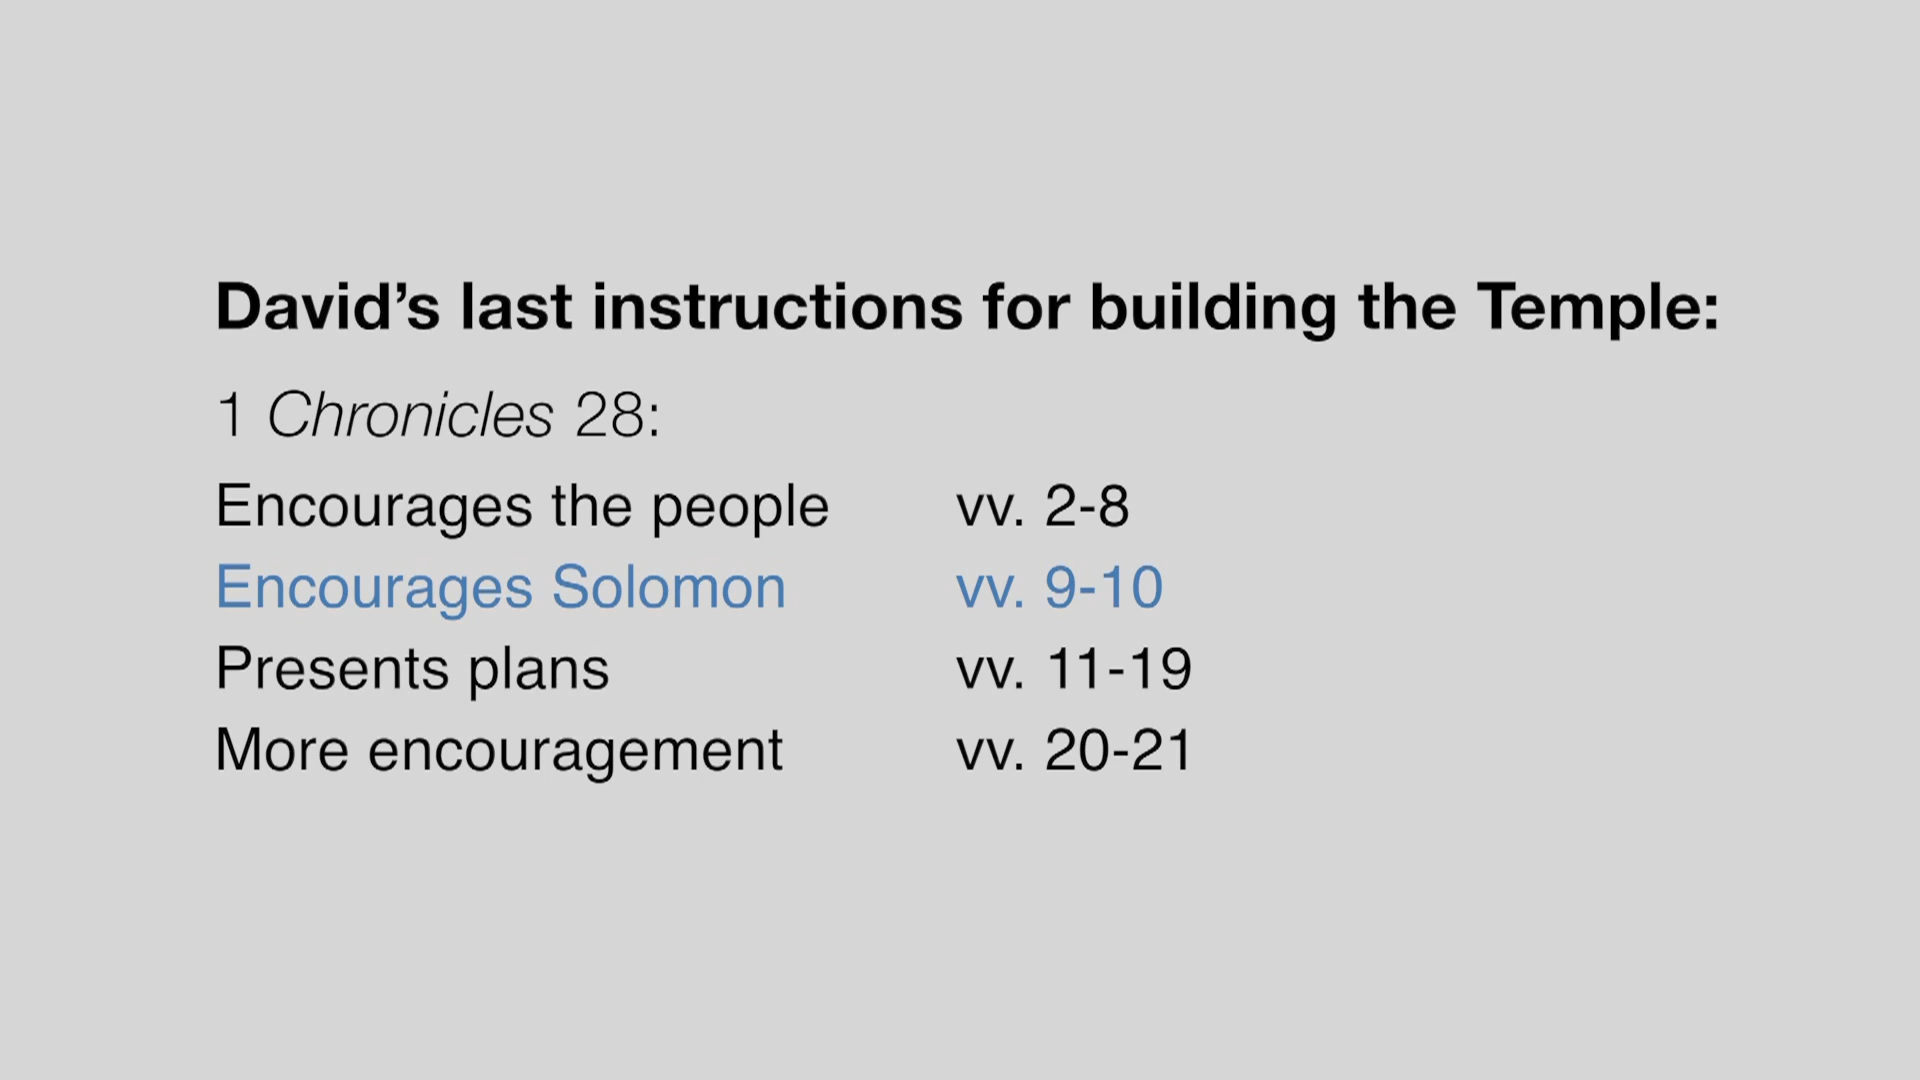 David’s last instructions for building the Temple:
1 Chronicles 28:
Encourages the people vv. 2-8
Encourages Solomon vv. 9-10
Presents plans vv. 11-19
More encouragement vv. 20-21